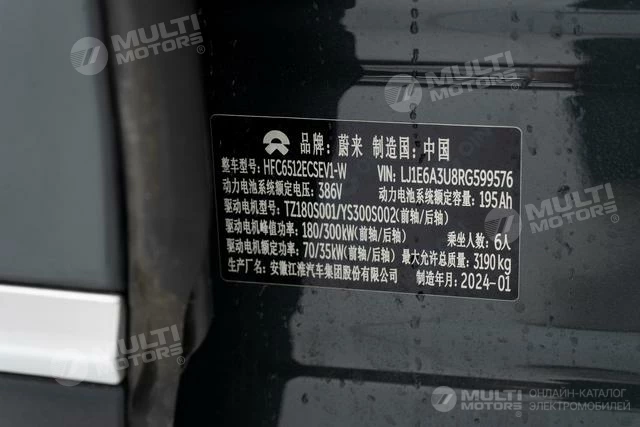 MULTI
MOTORS®
MULTI
MOTORS®
品牌: 蔚来 制造国: 中国
整车型号: HFC6512ECSEV1-W VIN: LJ1E6A3U8RG599576
动力电池系统额定电压: 386V 动力电池系统额定容量: 195Ah
驱动电机型号: TZ180S001/YS300S002(前轴/后轴)
驱动电机峰值功率: 180/300kW(前轴/后轴) 乘坐人数: 6人
驱动电机额定功率: 70/35kW(前轴/后轴) 最大允许总质量: 3190kg
生产厂名: 安徽江淮汽车集团股份有限公司 制造年月: 2024-01
MULTI
MOTORS®
MULTI
MOTORS®
MULTI
MOTORS®
ОНЛАЙН-КАТАЛОГ
ЭЛЕКТРОМОБИЛЕЙ